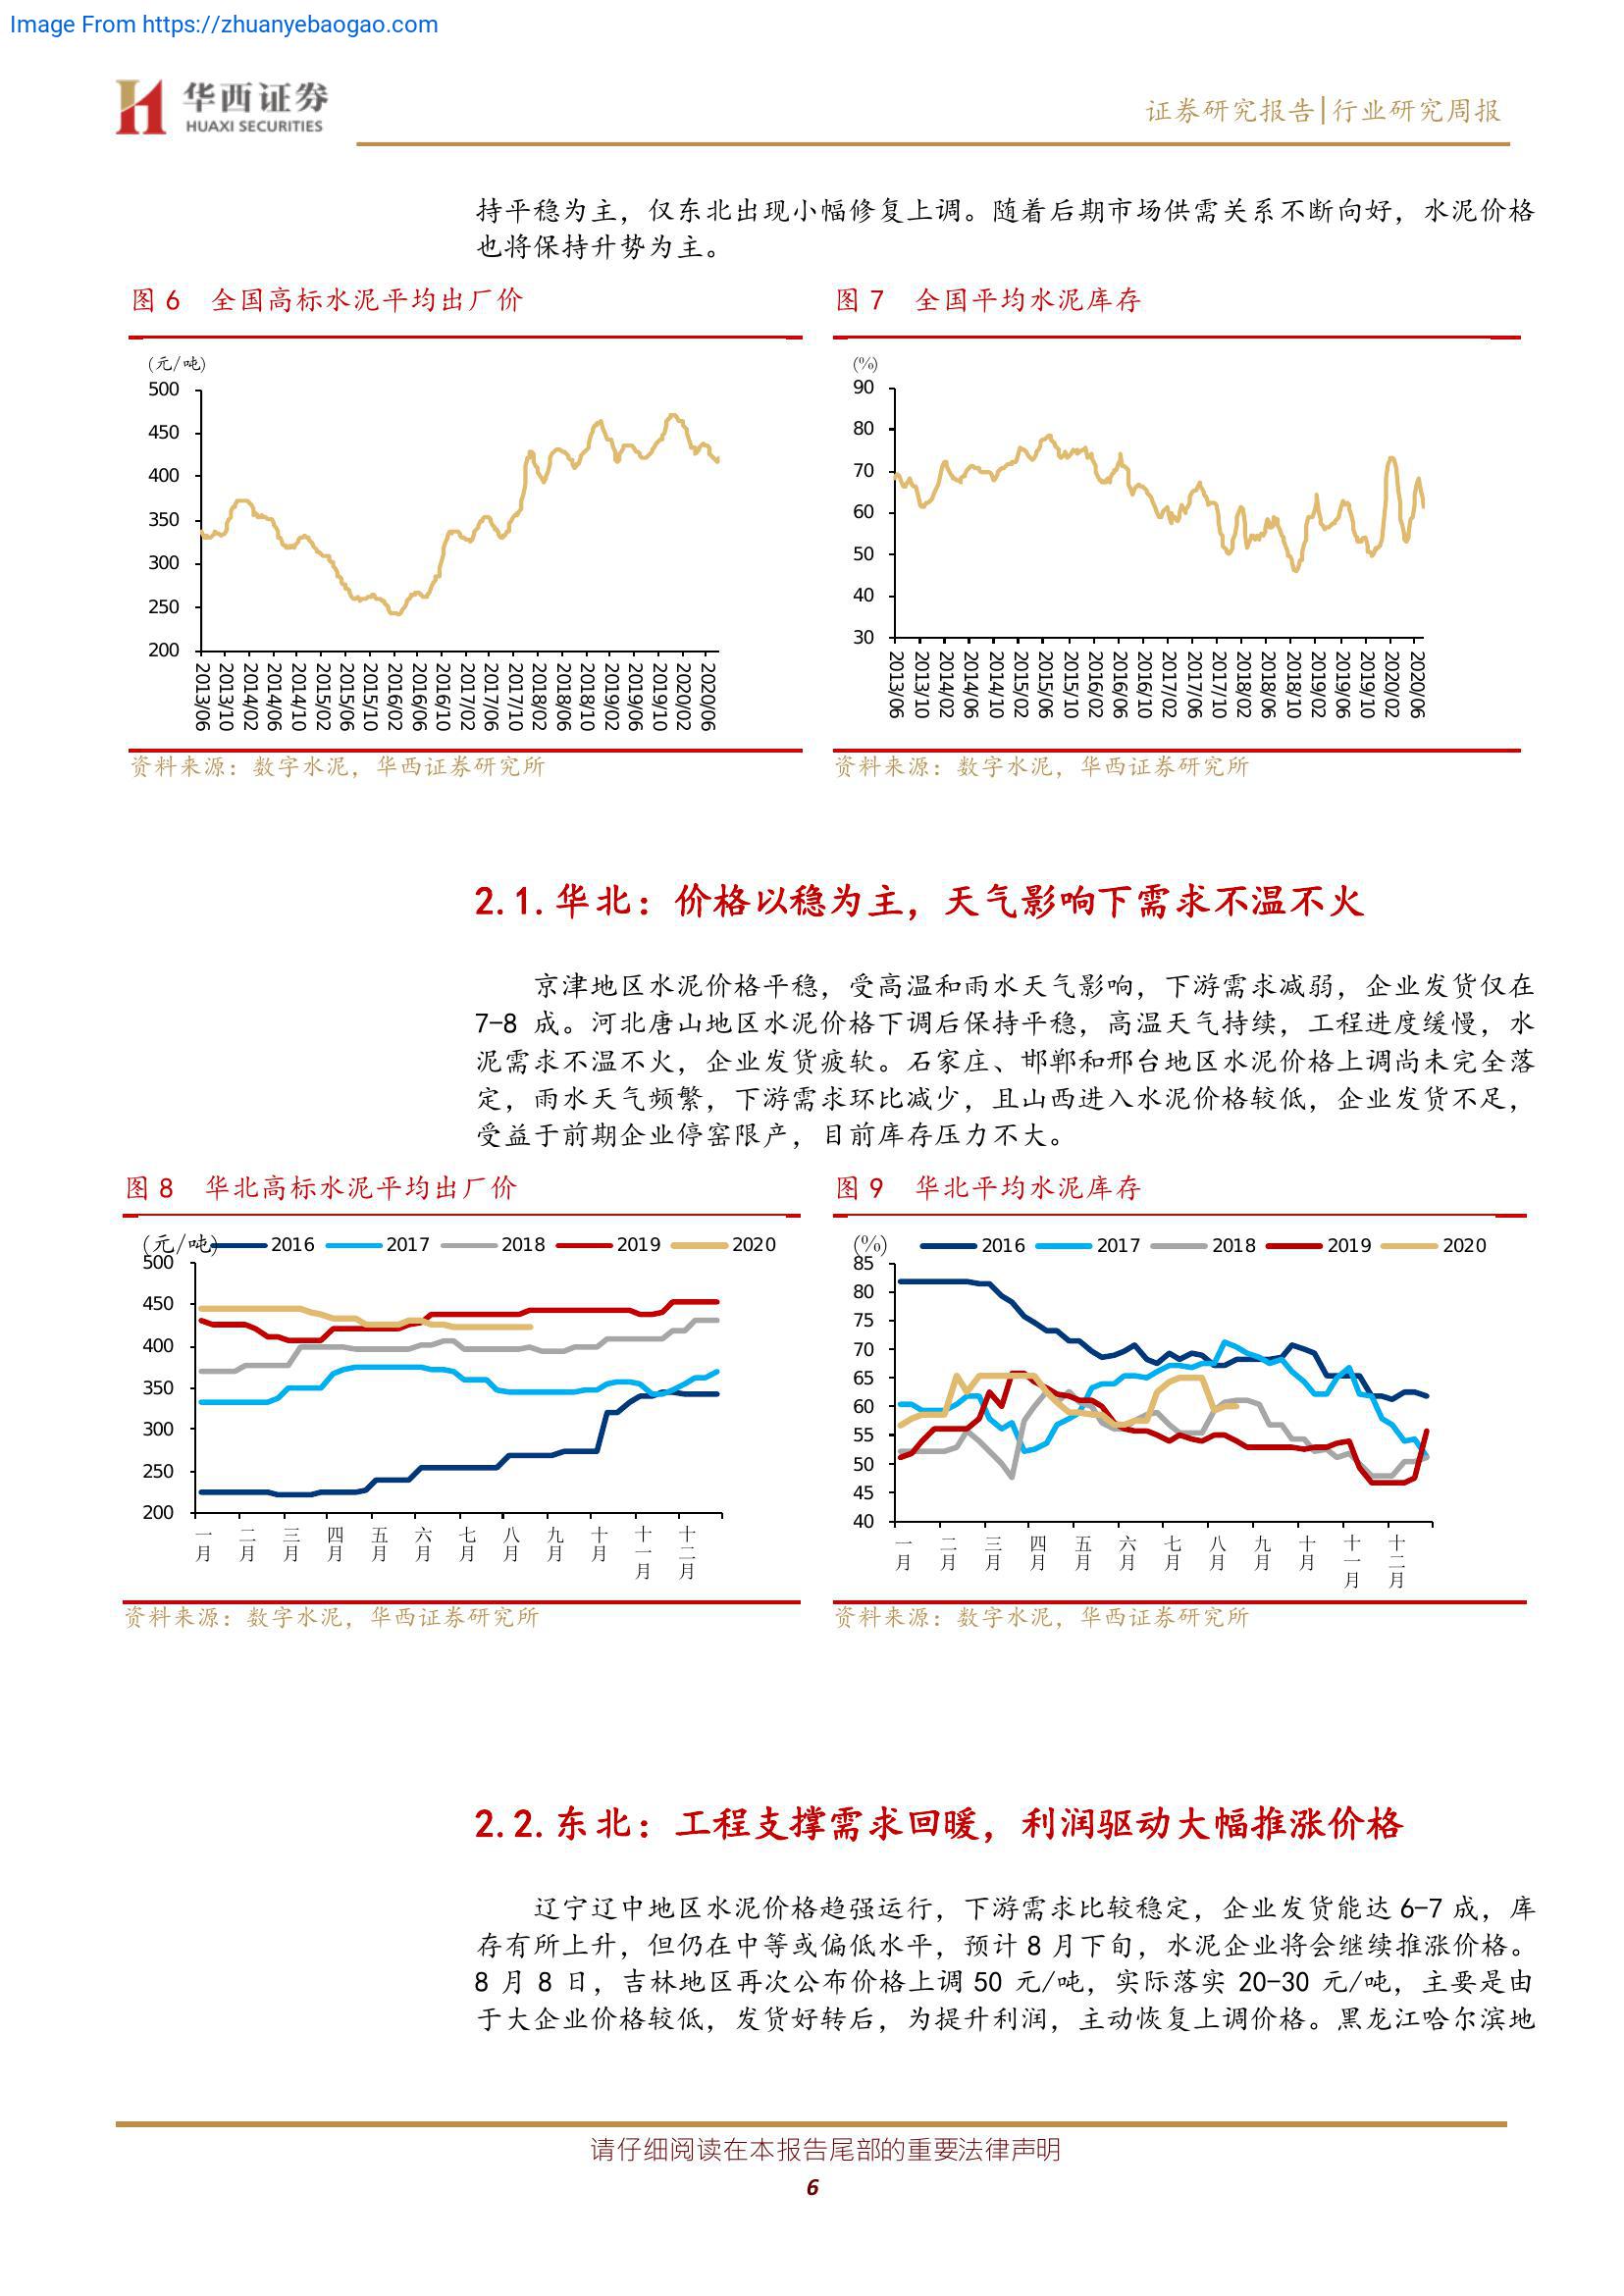 Image From https://zhuanyebaogao.com
华西证券
HUAXI SECURITIES
证券研究报告|行业研究周报
持平稳为主，仅东北出现小幅修复上调。随着后期市场供需关系不断向好，水泥价格
也将保持升势为主。
图 6 全国高标水泥平均出厂价
(元/吨)
500
450
400
350
300
250
200
2013/06
2013/10
2014/02
2014/06
2014/10
2015/02
2015/06
2015/10
2016/02
2016/06
2016/10
2017/02
2017/06
2017/10
2018/02
2018/06
2018/10
2019/02
2019/06
2019/10
2020/02
2020/06
资料来源：数字水泥，华西证券研究所
图 7 全国平均水泥库存
(%)
90
80
70
60
50
40
30
2013/06
2013/10
2014/02
2014/06
2014/10
2015/02
2015/06
2015/10
2016/02
2016/06
2016/10
2017/02
2017/06
2017/10
2018/02
2018/06
2018/10
2019/02
2019/06
2019/10
2020/02
2020/06
资料来源：数字水泥，华西证券研究所
2.1.华北：价格以稳为主，天气影响下需求不温不火
京津地区水泥价格平稳，受高温和雨水天气影响，下游需求减弱，企业发货仅在
7-8 成。河北唐山地区水泥价格下调后保持平稳，高温天气持续，工程进度缓慢，水
泥需求不温不火，企业发货疲软。石家庄、邯郸和邢台地区水泥价格上调尚未完全落
定，雨水天气频繁，下游需求环比减少，且山西进入水泥价格较低，企业发货不足，
受益于前期企业停窑限产，目前库存压力不大。
图 8 华北高标水泥平均出厂价
(元/吨)
2016 2017 2018 2019 2020
500
450
400
350
300
250
200
一月 二月 三月 四月 五月 六月 七月 八月 九月 十月 十一月 十二月
资料来源：数字水泥，华西证券研究所
图 9 华北平均水泥库存
(%)
2016 2017 2018 2019 2020
85
80
75
70
65
60
55
50
45
40
一月 二月 三月 四月 五月 六月 七月 八月 九月 十月 十一月 十二月
资料来源：数字水泥，华西证券研究所
2.2.东北：工程支撑需求回暖，利润驱动大幅推涨价格
辽宁辽中地区水泥价格趋强运行，下游需求比较稳定，企业发货能达 6-7 成，库
存有所上升，但仍在中等或偏低水平，预计 8 月下旬，水泥企业将会继续推涨价格。
8 月 8 日，吉林地区再次公布价格上调 50 元/吨，实际落实 20-30 元/吨，主要是由
于大企业价格较低，发货好转后，为提升利润，主动恢复上调价格。黑龙江哈尔滨地
请仔细阅读在本报告尾部的重要法律声明
6